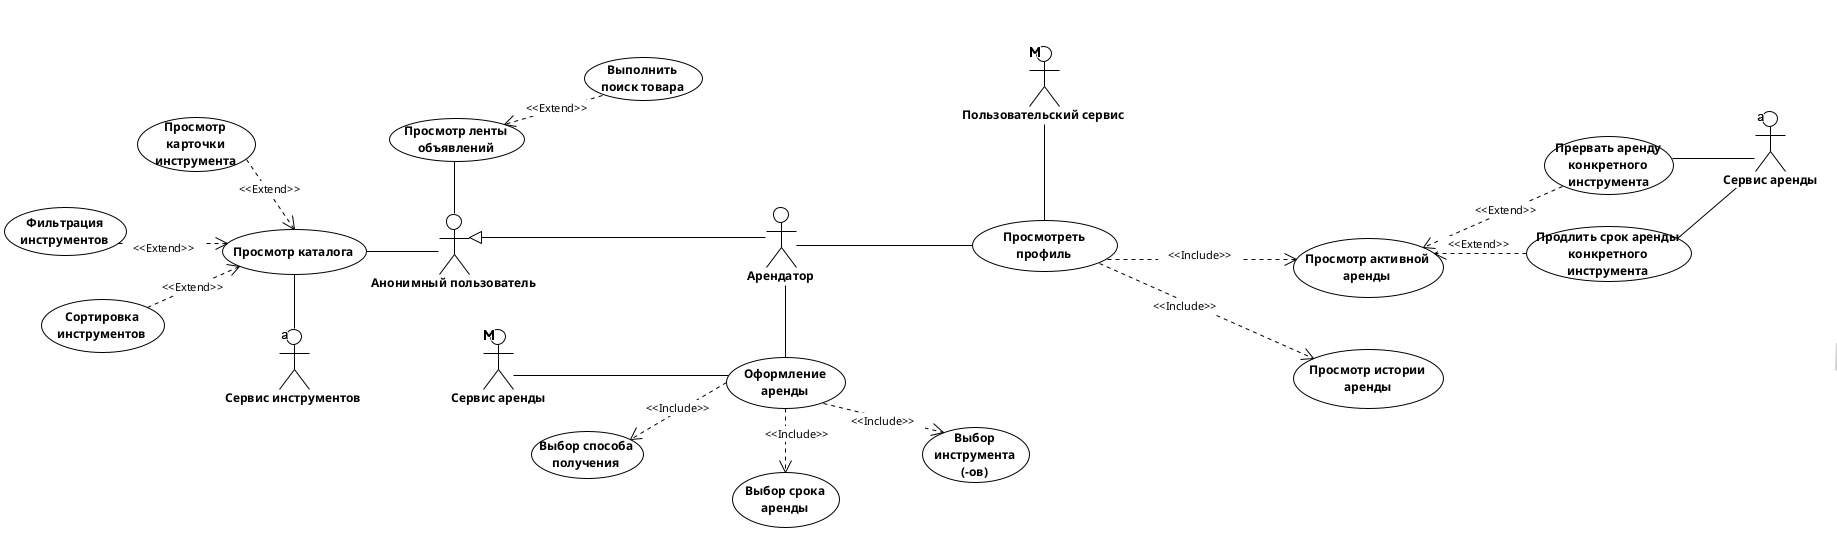 M
Пользовательский сервис
Выполнить
поиск товара
<<Extend>>
Просмотр ленты
объявлений
Просмотр
карточки
инструмента
<<Extend>>
Фильтрация
инструментов
<<Extend>>
Просмотр каталога
<<Extend>>
Сортировка
инструментов
a
Сервис инструментов
Анонимный пользователь
Арендатор
M
Сервис аренды
Оформление
аренды
<<Include>>
<<Include>>
<<Include>>
Выбор способа
получения
Выбор срока
аренды
Выбор
инструмента
(-ов)
Просмотреть
профиль
<<Include>>
<<Include>>
Просмотр активной
аренды
Просмотр истории
аренды
Прервать аренду
конкретного
инструмента
<<Extend>>
<<Extend>>
Продлить срок аренды
конкретного
инструмента
a
Сервис аренды